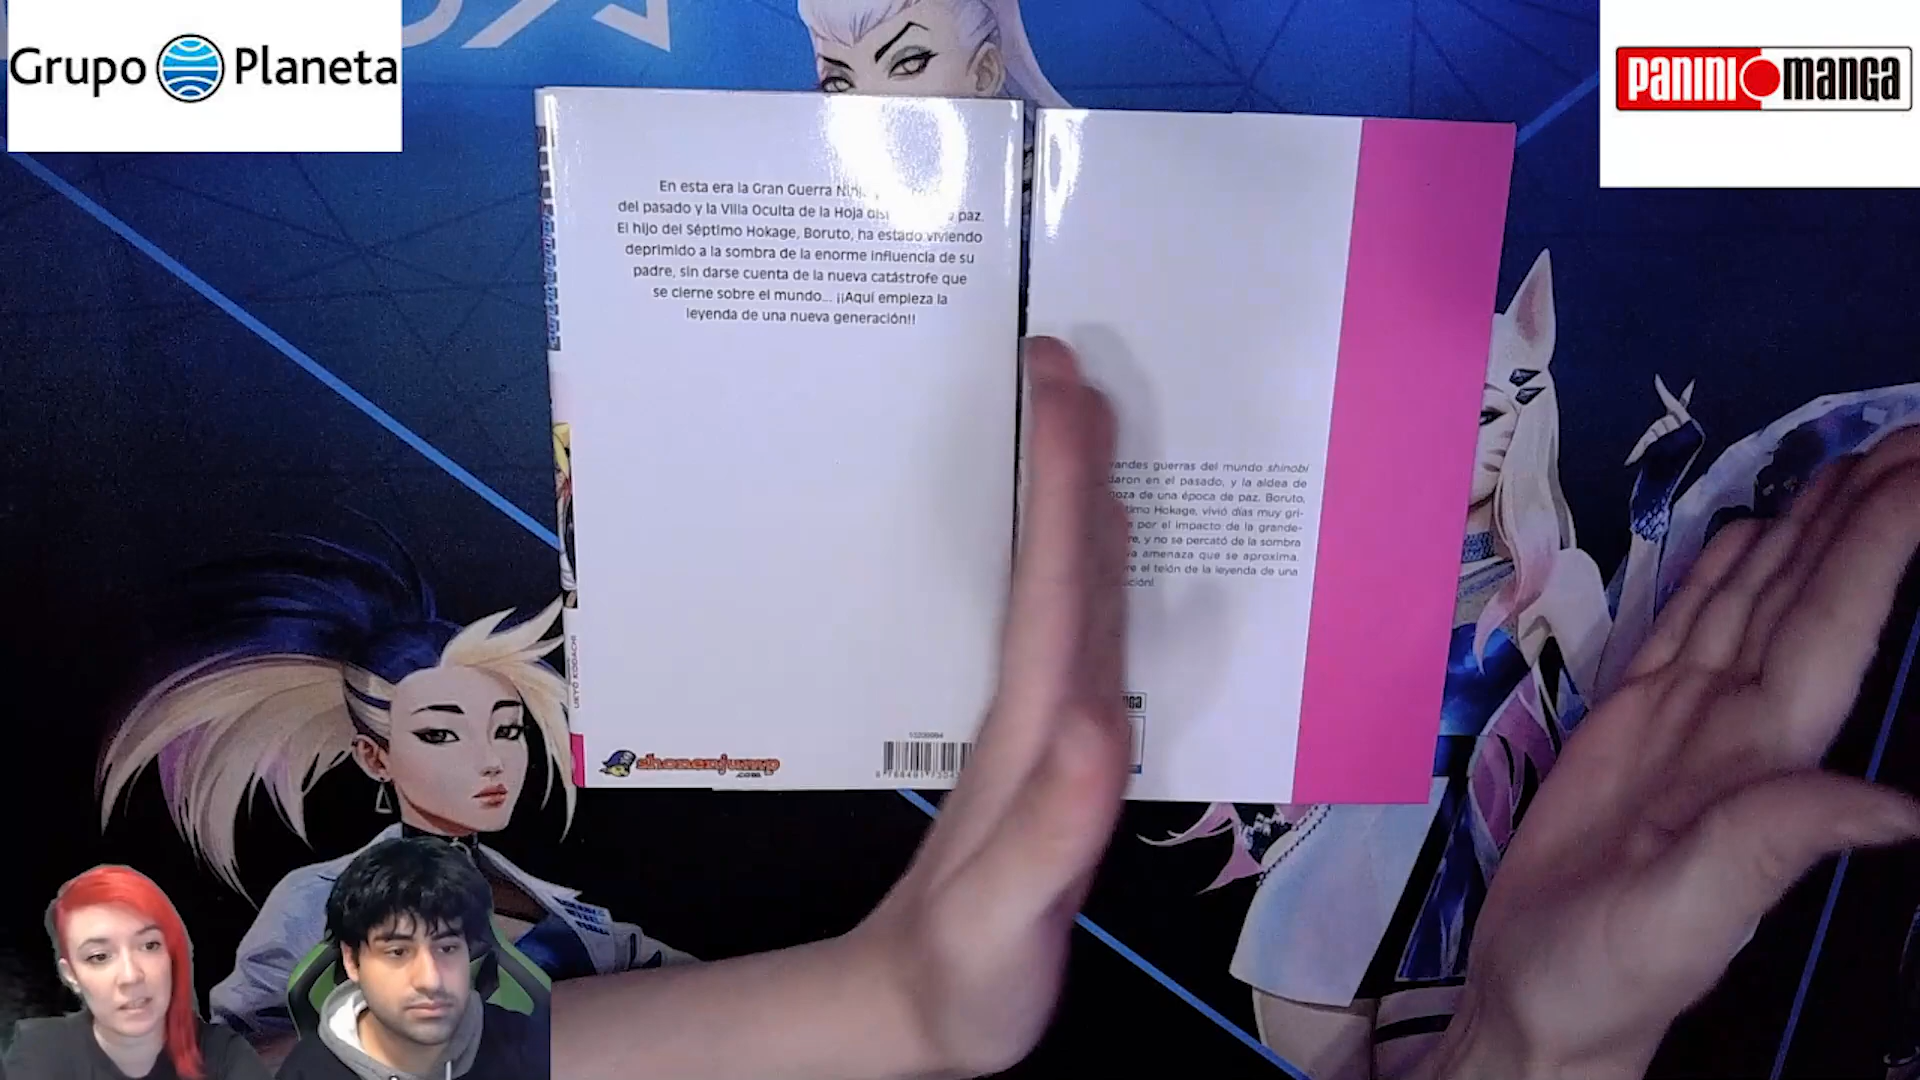 Grupo Planeta
PANINI manga
En esta era la Gran Guerra
del pasado y la Villa Oculta de la Hoja paz.
El hijo del Séptimo Hokage, Boruto, ha estado viviendo
deprimido a la sombra de la enorme influencia de su
padre, sin darse cuenta de la nueva catástrofe que
se cierne sobre el mundo... ¡¡Aquí empieza la
leyenda de una nueva generación!!
UKYÔ KODACHI
shonenjump
.com
andes guerras del mundo shinobi
daron en el pasado, y la aldea de
goza de una época de paz. Boruto,
timo Hokage, vivió días muy gri-
por el impacto de la grande-
re, y no se percató de la sombra
va amenaza que se aproxima.
re el telón de la leyenda de una
ución!